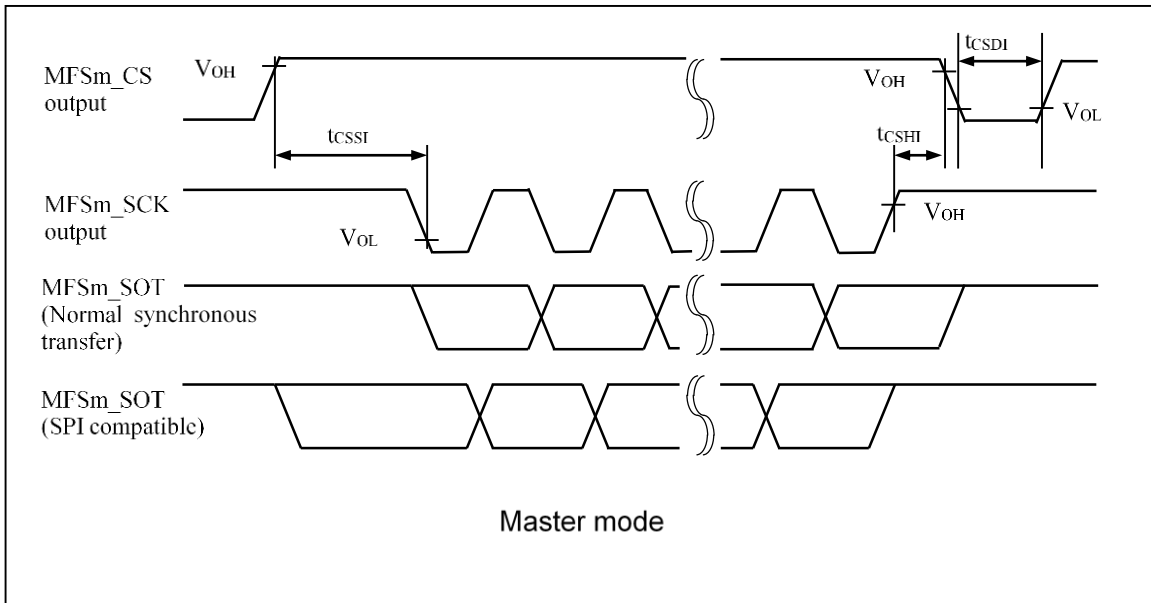 tCSDI
MFSm_CS
output
VOH
VOH
VOL
tCSSI
tCSHI
MFSm_SCK
output
VOL
VOH
MFSm_SOT
(Normal synchronous
transfer)
MFSm_SOT
(SPI compatible)
Master mode